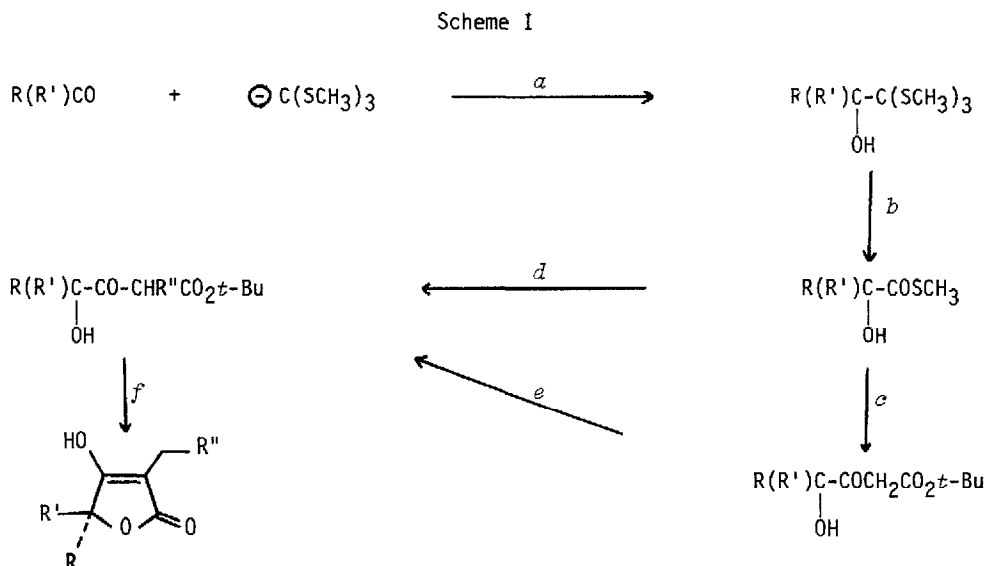 Scheme I
R(R')CO + ⊖ C(SCH3)3 a R(R')C-C(SCH3)3
OH
b
R(R')C-CO-CHR"CO2t-Bu d R(R')C-COSCH3
OH OH
f e c
HO R"
R' O O
R
R(R')C-COCH2CO2t-Bu
OH